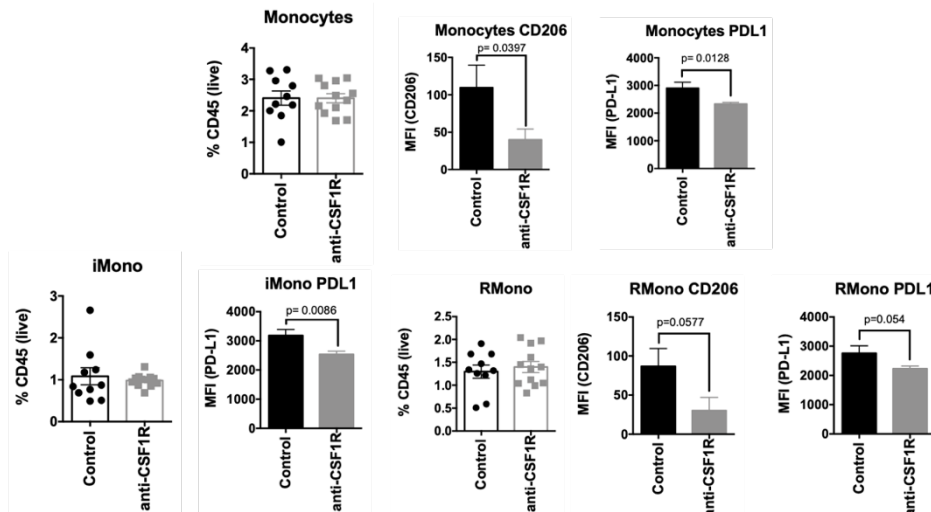 Monocytes
% CD45 (live)
4
3
2
1
0
Control
anti-CSF1R-
Monocytes CD206
p= 0.0397
MFI (CD206)
150
100
50
0
Control
anti-CSF1R-
Monocytes PDL1
p= 0.0128
MFI (PD-L1)
4000
3000
2000
1000
0
Control
anti-CSF1R-
iMono
% CD45 (live)
3
2
1
0
Control
anti-CSF1R-
iMono PDL1
p= 0.0086
MFI (PD-L1)
4000
3000
2000
1000
0
Control
anti-CSF1R-
RMono
% CD45 (live)
2.5
2.0
1.5
1.0
0.5
0.0
Control
anti-CSF1R-
RMono CD206
p=0.0577
MFI (CD206)
150
100
50
0
Control
anti-CSF1R-
RMono PDL1
p=0.054
MFI (PD-L1)
4000
3000
2000
1000
0
Control
anti-CSF1R-